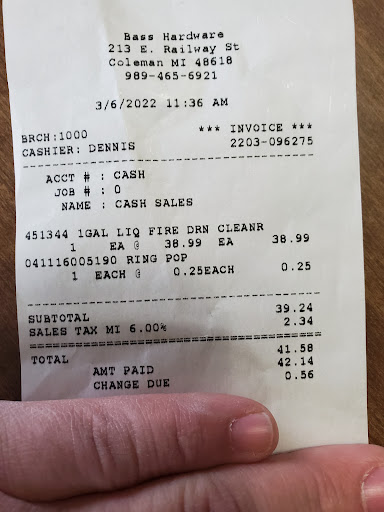 Bass Hardware
213 E. Railway St
Coleman MI 48618
989-465-6921
3/6/2022 11:36 AM
BRCH:1000 *** INVOICE ***
CASHIER: DENNIS 2203-096275
ACCT # : CASH
JOB # : 0
NAME : CASH SALES
451344 1GAL LIQ FIRE DRN CLEANR
1 EA @ 38.99 EA 38.99
041116005190 RING POP
1 EACH @ 0.25EACH 0.25
SUBTOTAL 39.24
SALES TAX MI 6.00% 2.34
TOTAL 41.58
AMT PAID 42.14
CHANGE DUE 0.56